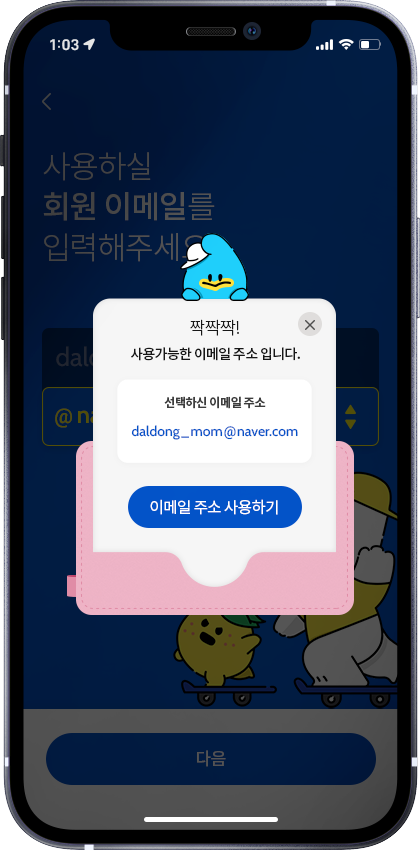 1:03
사용하실
회원 이메일를
입력해주세요
짝짝짝!
사용가능한 이메일 주소 입니다.
선택하신 이메일 주소
daldong_mom@naver.com
dald
@ na
이메일 주소 사용하기
다음